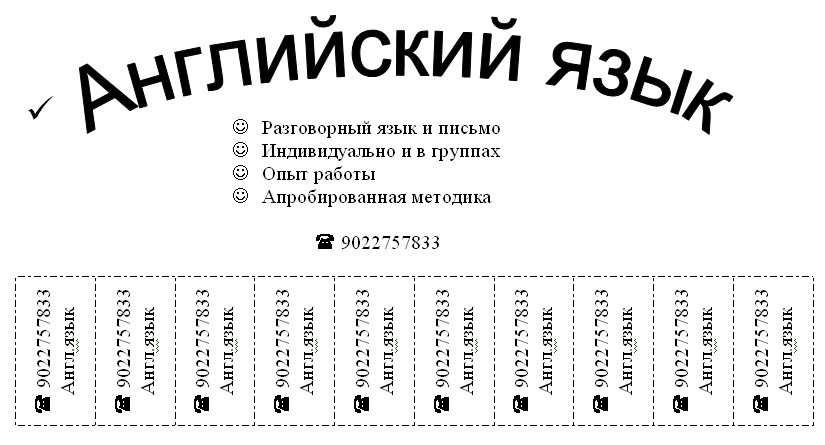 Английский язык
Разговорный язык и письмо
Индивидуально и в группах
Опыт работы
Апробированная методика
☎ 9022757833
☎ 9022757833
Англ.язык
☎ 9022757833
Англ.язык
☎ 9022757833
Англ.язык
☎ 9022757833
Англ.язык
☎ 9022757833
Англ.язык
☎ 9022757833
Англ.язык
☎ 9022757833
Англ.язык
☎ 9022757833
Англ.язык
☎ 9022757833
Англ.язык
☎ 9022757833
Англ.язык